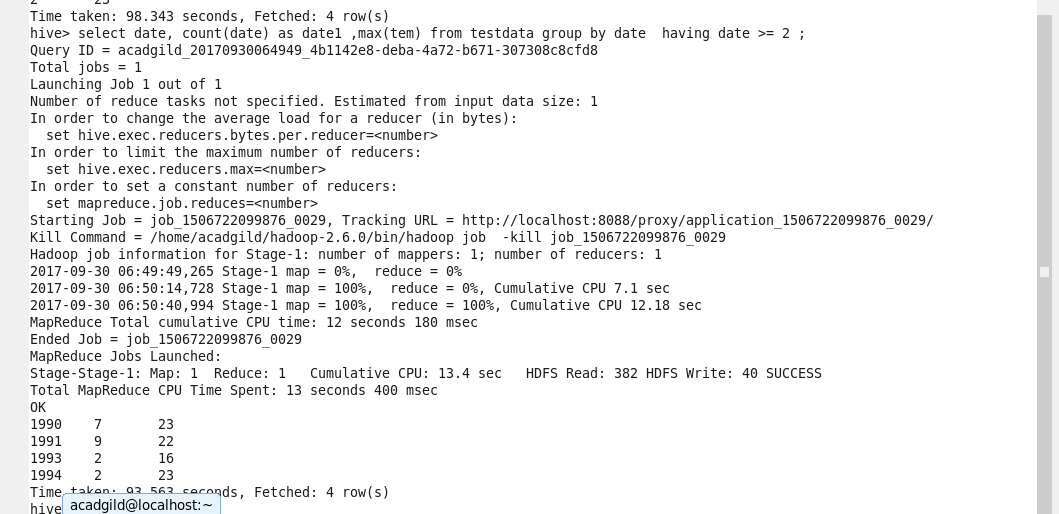 2       23
Time taken: 98.343 seconds, Fetched: 4 row(s)
hive> select date, count(date) as date1 ,max(tem) from testdata group by date  having date >= 2 ;
Query ID = acadgild_20170930064949_4b1142e8-deba-4a72-b671-307308c8cfd8
Total jobs = 1
Launching Job 1 out of 1
Number of reduce tasks not specified. Estimated from input data size: 1
In order to change the average load for a reducer (in bytes):
  set hive.exec.reducers.bytes.per.reducer=<number>
In order to limit the maximum number of reducers:
  set hive.exec.reducers.max=<number>
In order to set a constant number of reducers:
  set mapreduce.job.reduces=<number>
Starting Job = job_1506722099876_0029, Tracking URL = http://localhost:8088/proxy/application_1506722099876_0029/
Kill Command = /home/acadgild/hadoop-2.6.0/bin/hadoop job  -kill job_1506722099876_0029
Hadoop job information for Stage-1: number of mappers: 1; number of reducers: 1
2017-09-30 06:49:49,265 Stage-1 map = 0%,  reduce = 0%
2017-09-30 06:50:14,728 Stage-1 map = 100%,  reduce = 0%, Cumulative CPU 7.1 sec
2017-09-30 06:50:40,994 Stage-1 map = 100%,  reduce = 100%, Cumulative CPU 12.18 sec
MapReduce Total cumulative CPU time: 12 seconds 180 msec
Ended Job = job_1506722099876_0029
MapReduce Jobs Launched:
Stage-Stage-1: Map: 1  Reduce: 1   Cumulative CPU: 13.4 sec   HDFS Read: 382 HDFS Write: 40 SUCCESS
Total MapReduce CPU Time Spent: 13 seconds 400 msec
OK
1990    7       23
1991    9       22
1993    2       16
1994    2       23
Time taken: 93.563 seconds, Fetched: 4 row(s)
hive
acadgild@localhost:~